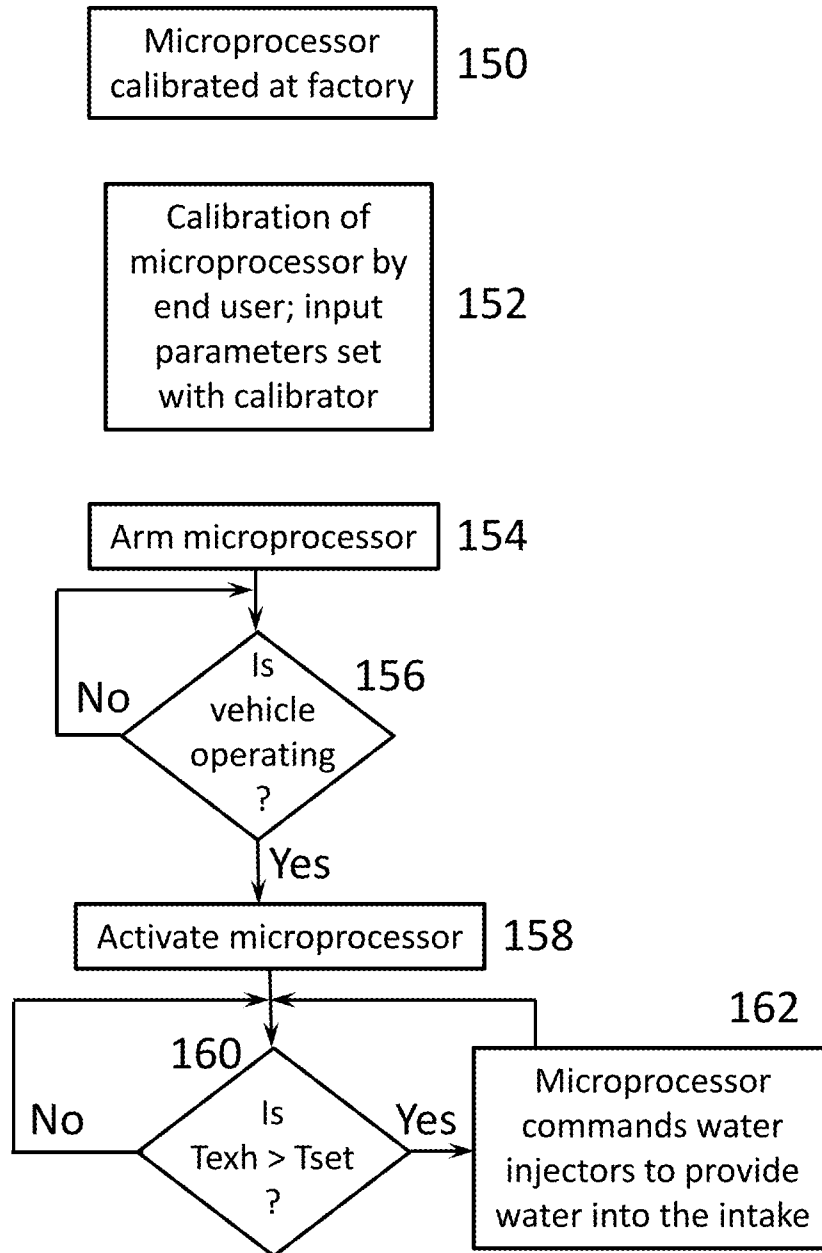 Microprocessor
calibrated at factory
150
Calibration of
microprocessor by
end user; input
parameters set
with calibrator
152
Arm microprocessor
154
Is
vehicle
operating
?
156
No
Yes
Activate microprocessor
158
160
Is
Texh > Tset
?
No
Yes
162
Microprocessor
commands water
injectors to provide
water into the intake